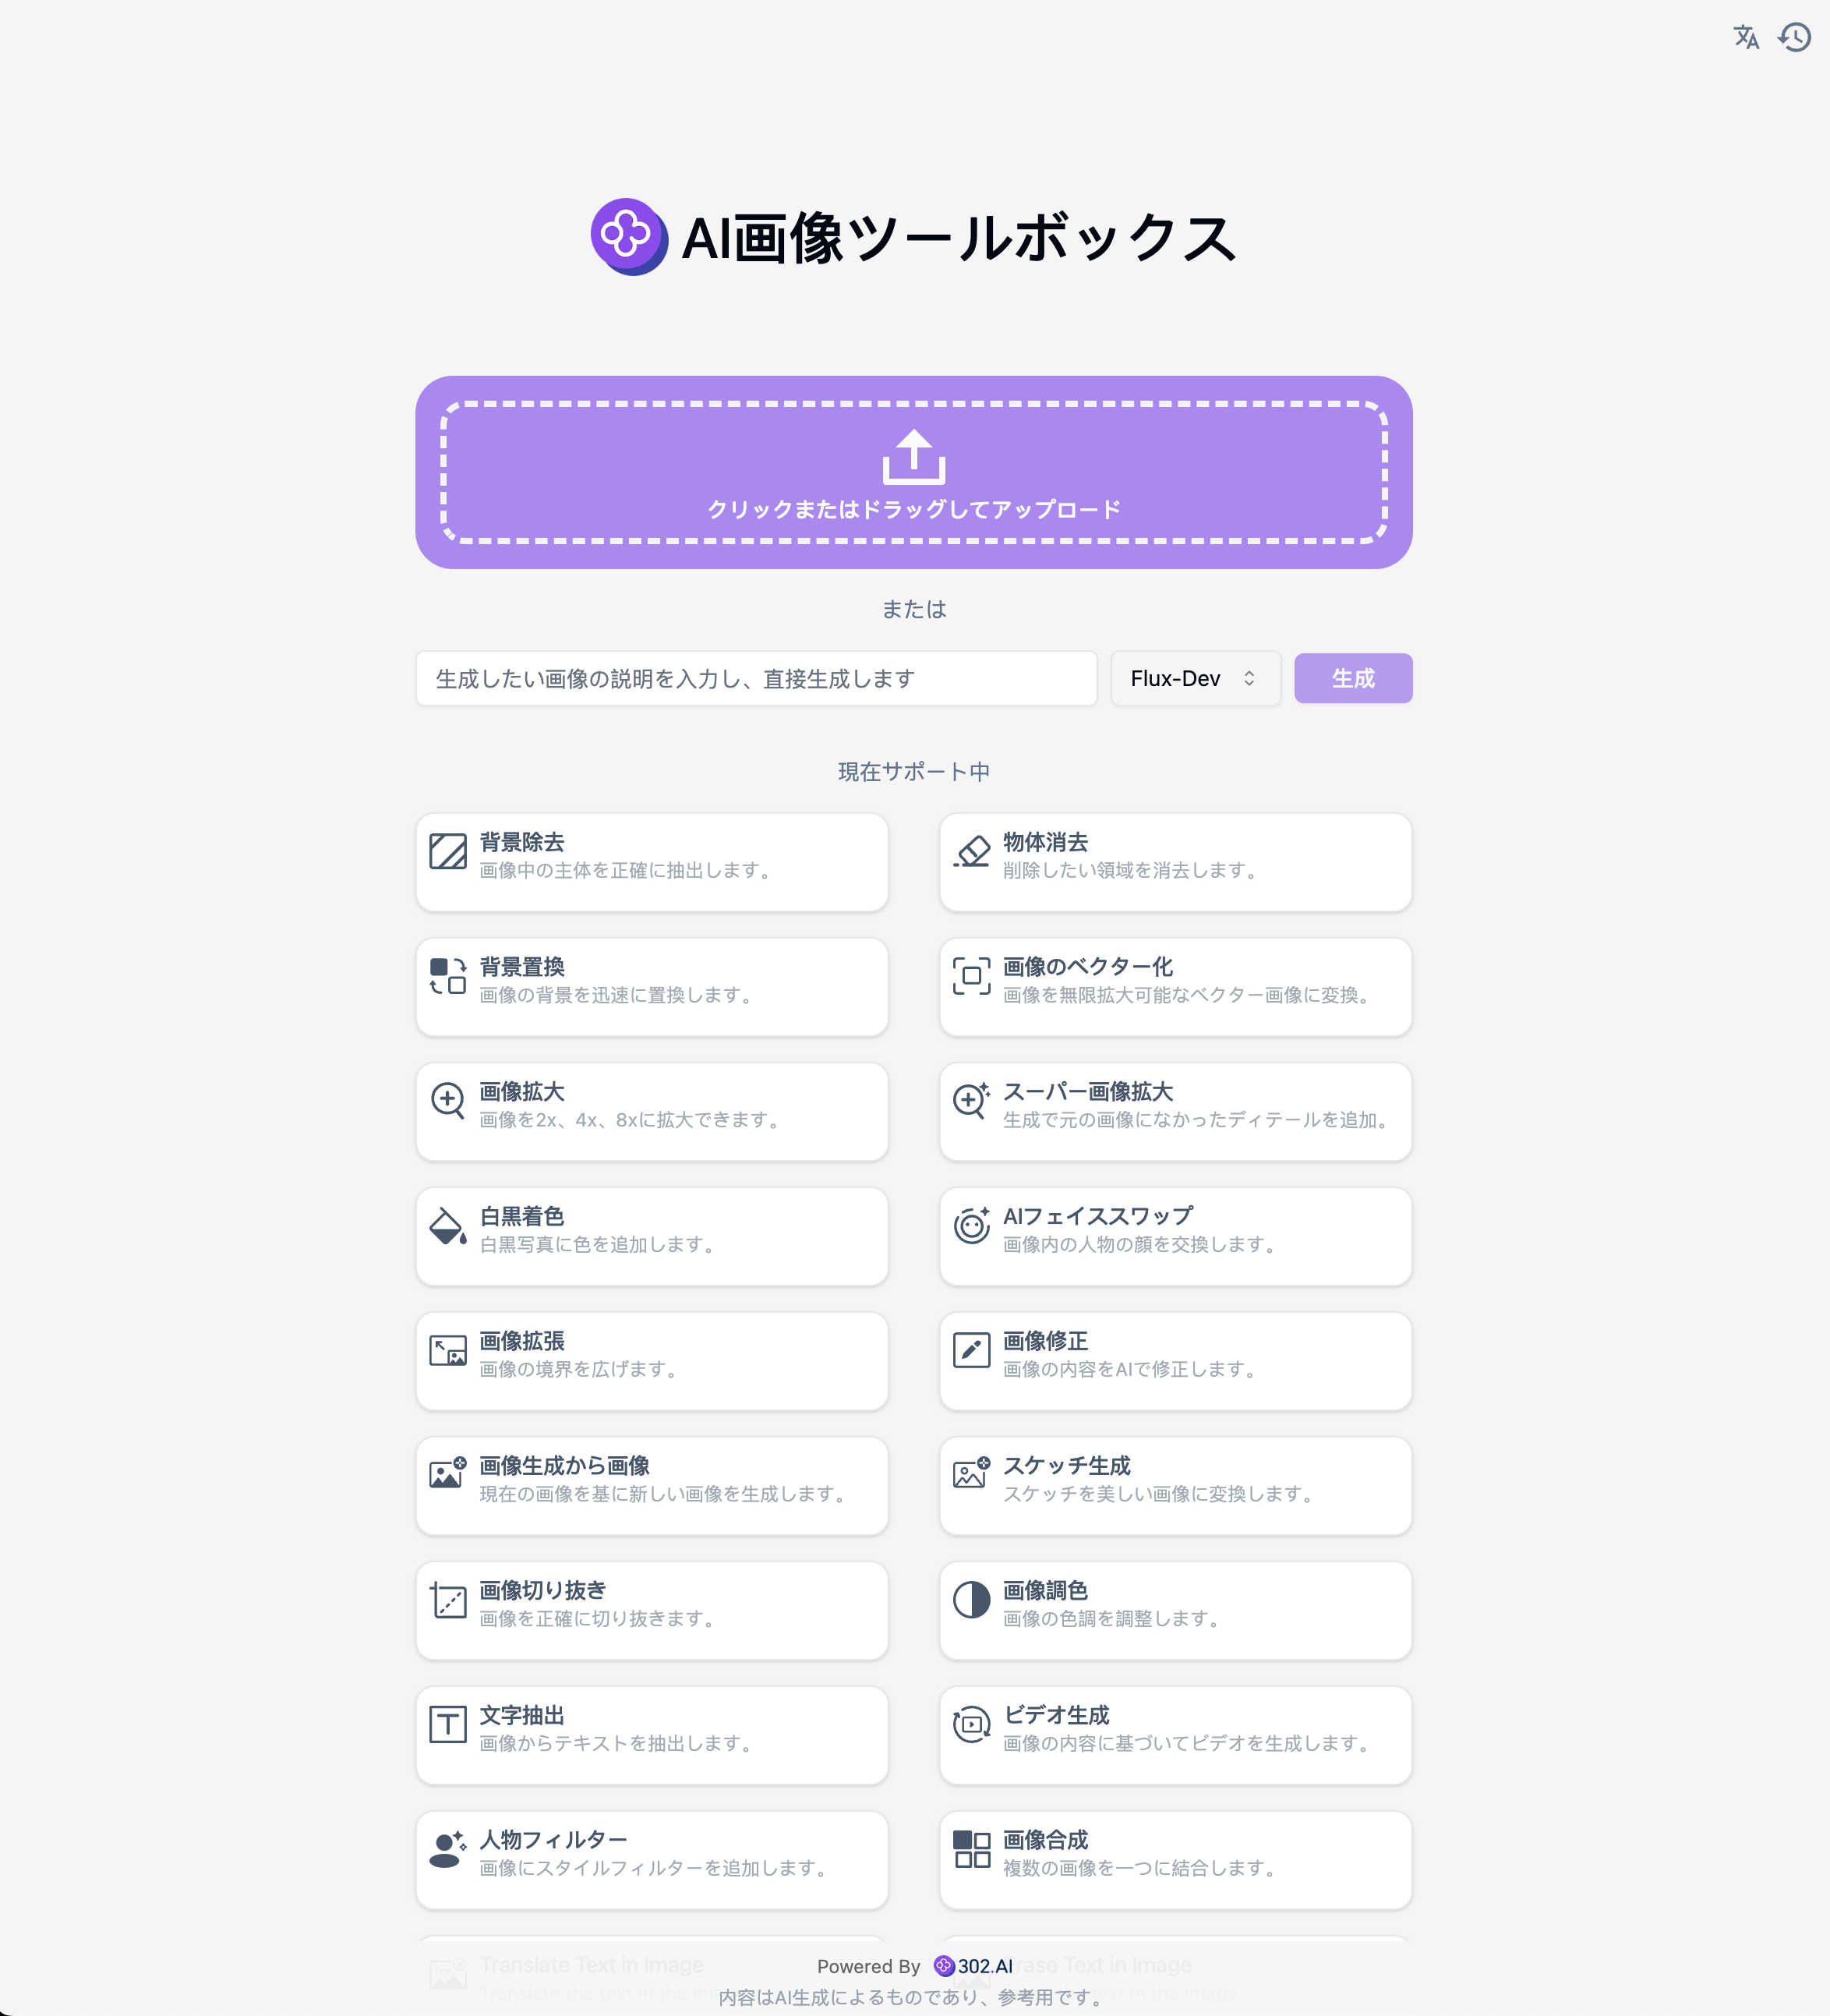 AI画像ツールボックス
クリックまたはドラッグしてアップロード
または
生成したい画像の説明を入力し、直接生成します
Flux-Dev
生成
現在サポート中
背景除去
画像中の主体を正確に抽出します。
物体消去
削除したい領域を消去します。
背景置換
画像の背景を迅速に置換します。
画像のベクター化
画像を無限拡大可能なベクター画像に変換。
画像拡大
画像を2x、4x、8xに拡大できます。
スーパー画像拡大
生成で元の画像になかったディテールを追加。
白黒着色
白黒写真に色を追加します。
AIフェイススワップ
画像内の人物の顔を交換します。
画像拡張
画像の境界を広げます。
画像修正
画像の内容をAIで修正します。
画像生成から画像
現在の画像を基に新しい画像を生成します。
スケッチ生成
スケッチを美しい画像に変換します。
画像切り抜き
画像を正確に切り抜きます。
画像調色
画像の色調を調整します。
文字抽出
画像からテキストを抽出します。
ビデオ生成
画像の内容に基づいてビデオを生成します。
人物フィルター
画像にスタイルフィルターを追加します。
画像合成
複数の画像を一つに結合します。
Translate Text in Image
Translate the text in the
Text in Image
text in the image
Powered By 302.AI
内容はAI生成によるものであり、参考用です。